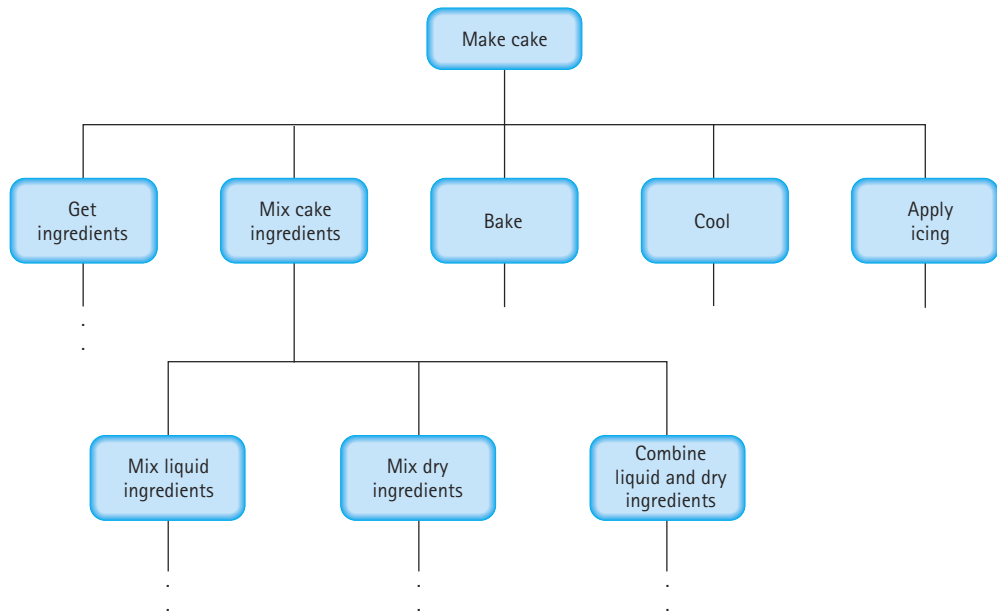 Make cake
Get
ingredients
Mix cake
ingredients
Bake
Cool
Apply
icing
Mix liquid
ingredients
Mix dry
ingredients
Combine
liquid and dry
ingredients